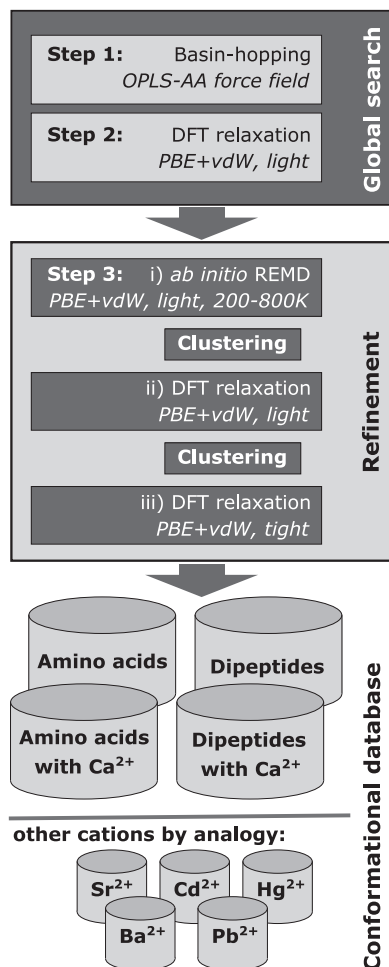 Step 1: Basin-hopping
OPLS-AA force field
Step 2: DFT relaxation
PBE+vdW, light
Global search
Step 3: i) ab initio REMD
PBE+vdW, light, 200-800K
Clustering
ii) DFT relaxation
PBE+vdW, light
Clustering
iii) DFT relaxation
PBE+vdW, tight
Refinement
Amino acids
Dipeptides
Amino acids
with Ca²⁺
Dipeptides
with Ca²⁺
other cations by analogy:
Sr²⁺
Cd²⁺
Hg²⁺
Ba²⁺
Pb²⁺
Conformational database